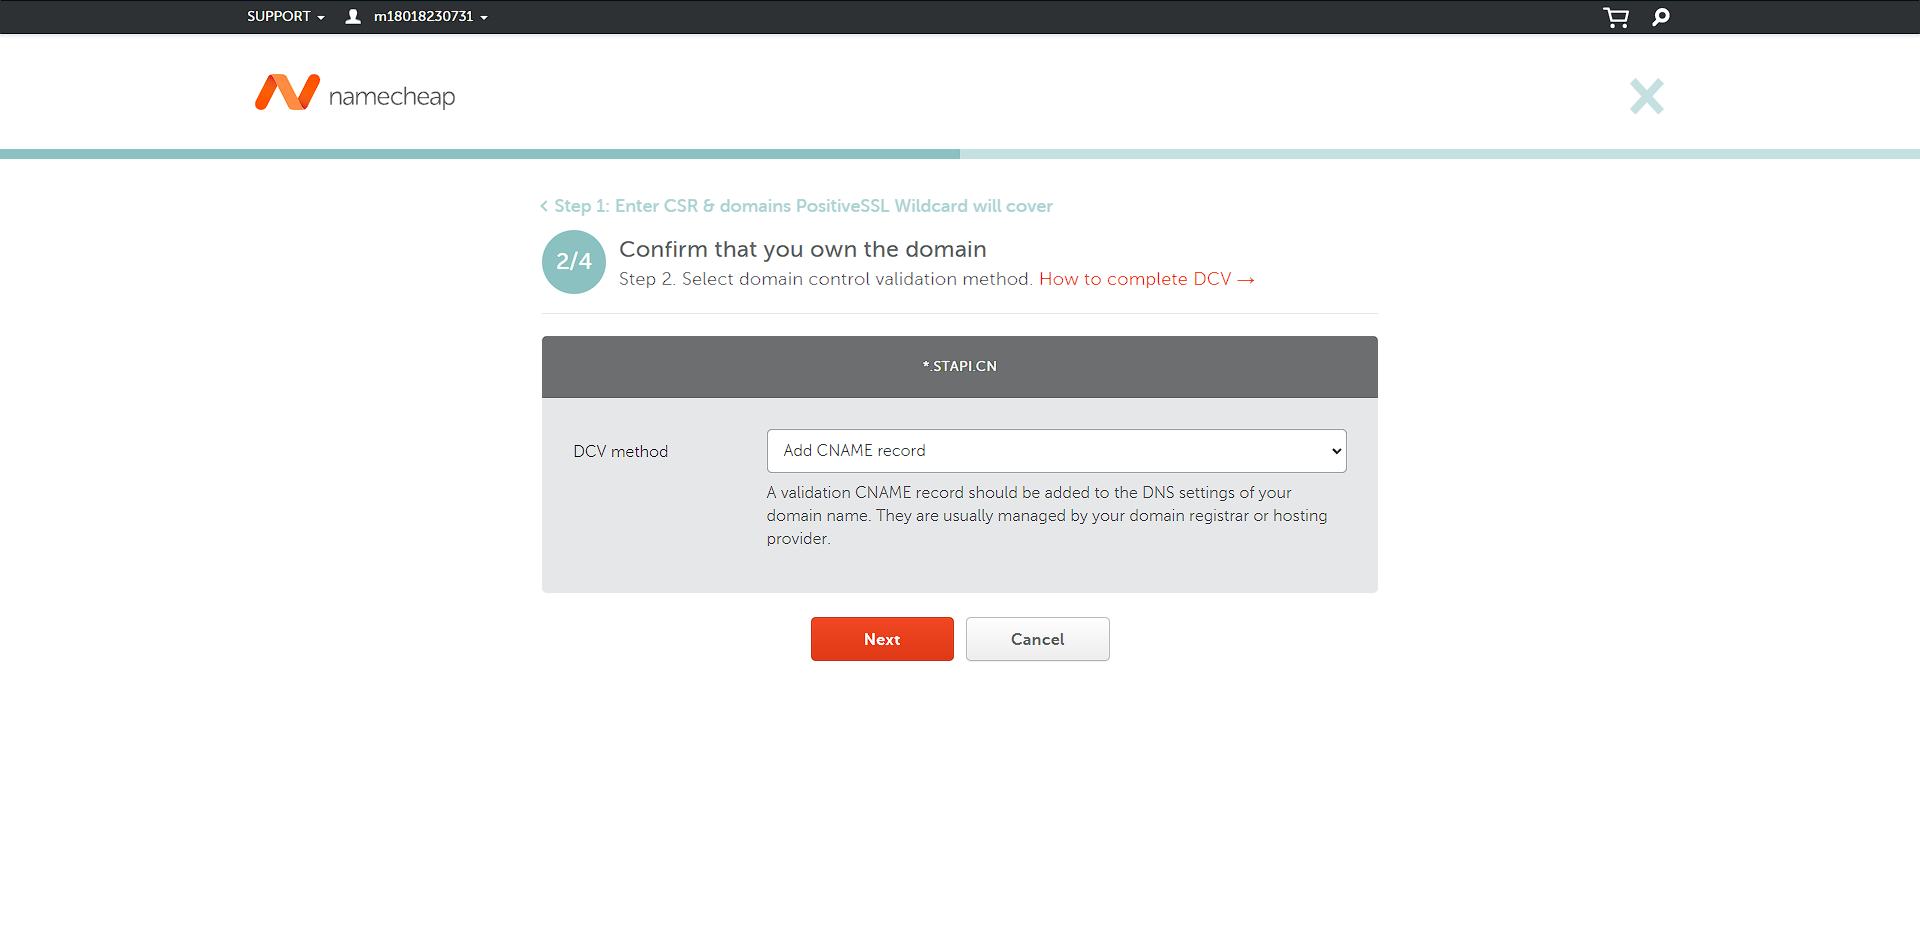 SUPPORT
m18018230731
namecheap
Step 1: Enter CSR & domains PositiveSSL Wildcard will cover
2/4
Confirm that you own the domain
Step 2. Select domain control validation method. How to complete DCV →
*.STAPI.CN
DCV method
Add CNAME record
A validation CNAME record should be added to the DNS settings of your
domain name. They are usually managed by your domain registrar or hosting
provider.
Next
Cancel